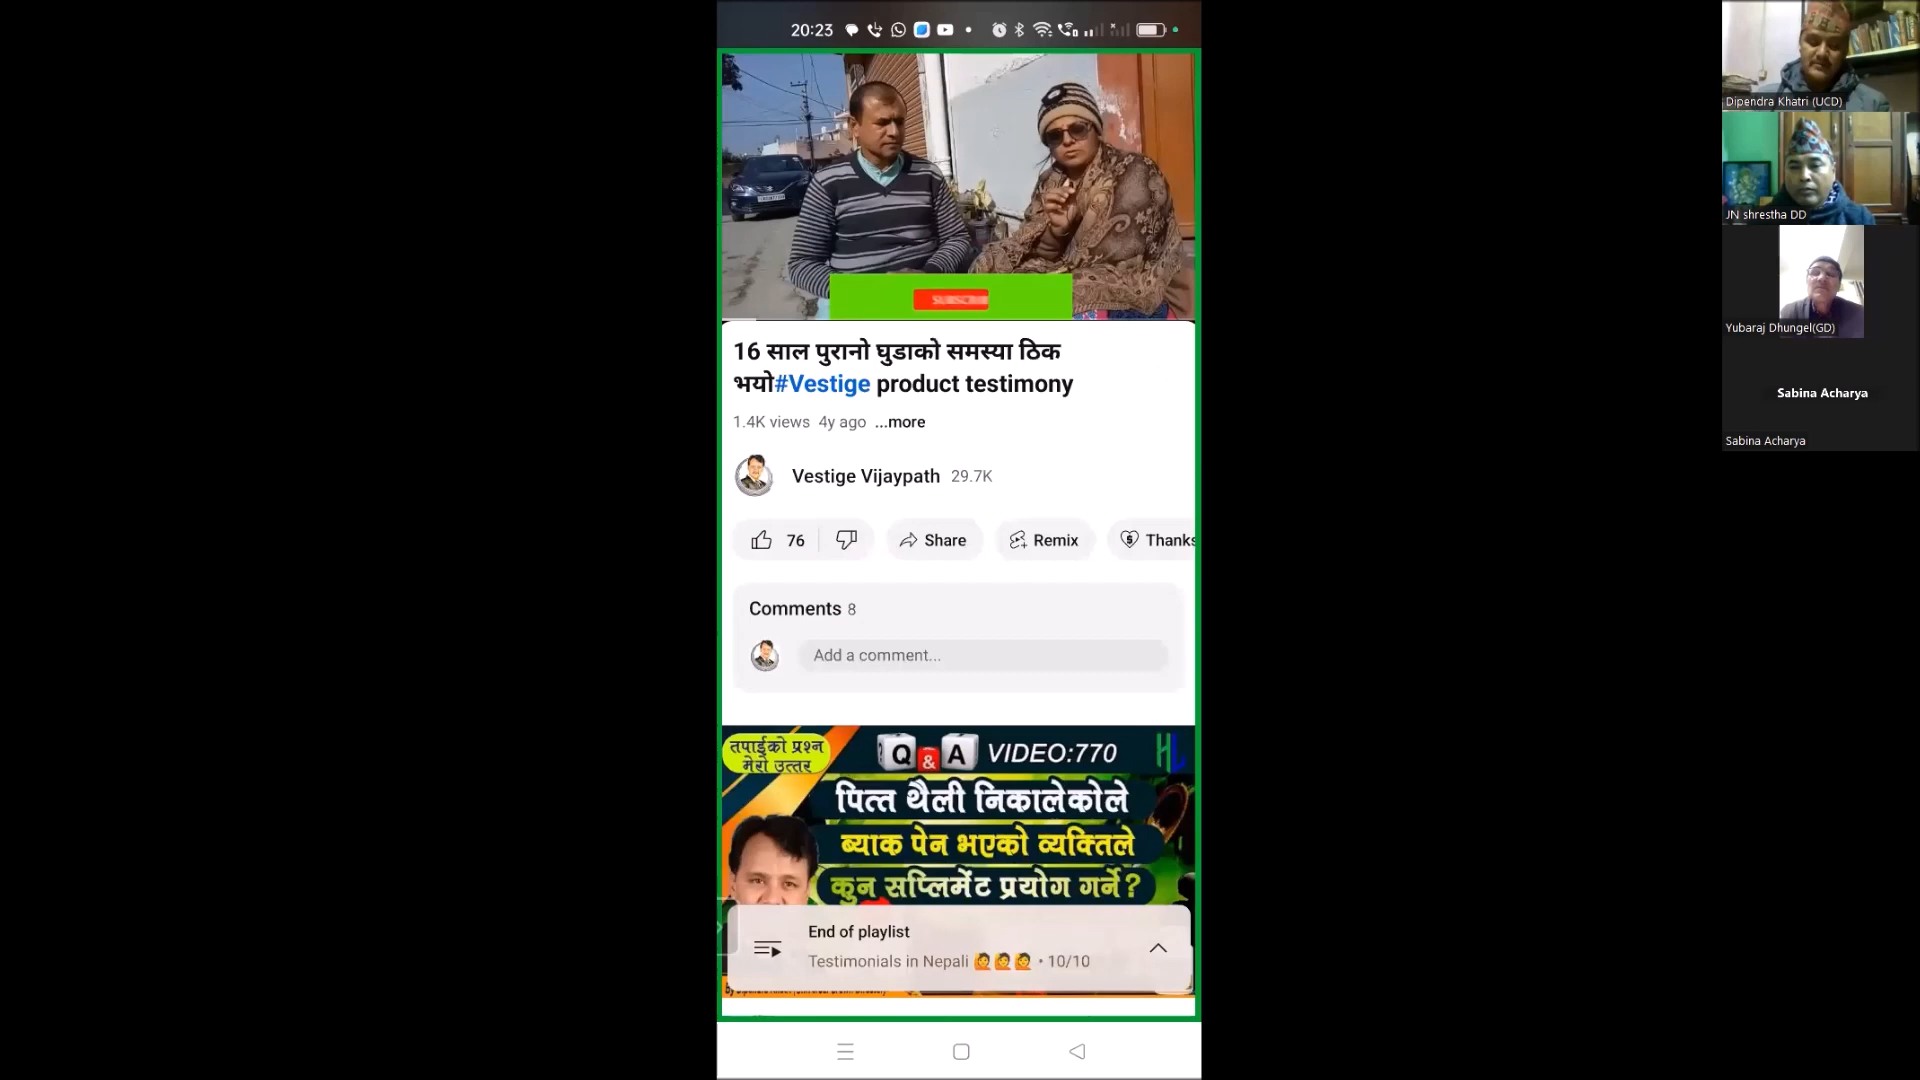 20:23
SUBSCRIBE
16 साल पुरानो घुडाको समस्या ठिक
भयो#Vestige product testimony
1.4K views 4y ago ...more
Vestige Vijaypath 29.7K
76 Share Remix Thanks
Comments 8
Add a comment...
तपाईको प्रश्न
मेरो उत्तर
Q & A VIDEO:770
HL
पित्त थैली निकालेकोले
ब्याक पेन भएको व्यक्तिले
कुन सप्लिमेंट प्रयोग गर्ने?
End of playlist
Testimonials in Nepali 🙋🙋🙋 • 10/10
Dipendra Khatri (UCD)
JN shrestha DD
Yubaraj Dhungel(GD)
Sabina Acharya
Sabina Acharya